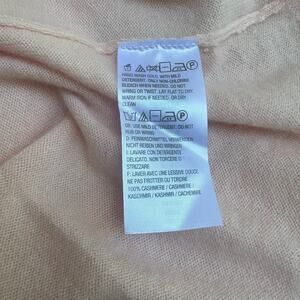 HAND WASH COLD, WITH MILD
DETERGENT. ONLY NON-CHLORINE
BLEACH WHEN NEEDED. DO NOT
WRING OR TWIST. LAY FLAT TO DRY.
WARM IRON IF NEEDED. OR DRY
CLEAN
GB: USE MILD DETERGENT. DO NOT
RUB OR WRING
D: FEINWASCHMITTEL VERWENDEN
NICHT REIBEN UND WRINGEN
I: LAVARE CON DETERGENTE
DELICATO. NON TORCERE O
STRIZZARE
F: LAVER AVEC UNE LESSIVE DOUCE.
NE PAS FROTTER OU TORDRE
100% CASHMERE / CASHMERE /
KASCHMIR / KASHMIR / CACHEMIRE